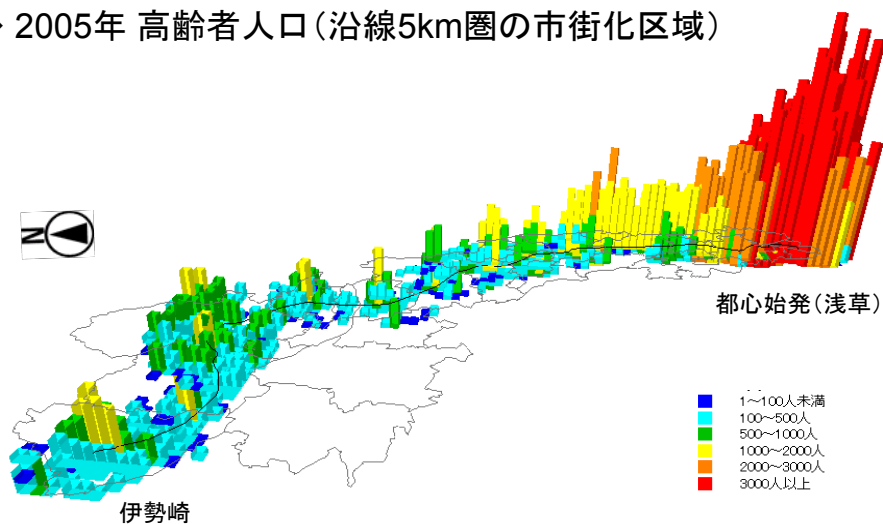 2005年 高齢者人口（沿線5km圏の市街化区域）
N
都心始発（浅草）
1～100人未満
100～500人
500～1000人
1000～2000人
2000～3000人
3000人以上
伊勢崎